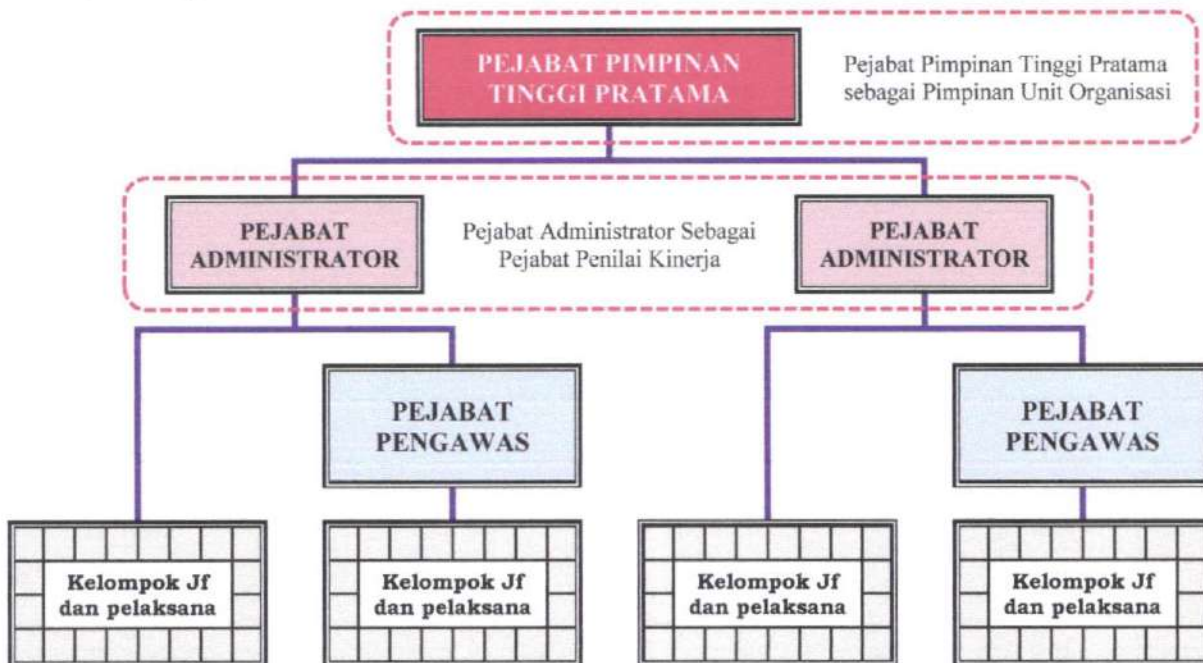 PEJABAT PIMPINAN
TINGGI PRATAMA
Pejabat Pimpinan Tinggi Pratama
sebagai Pimpinan Unit Organisasi
PEJABAT
ADMINISTRATOR
Pejabat Administrator Sebagai
Pejabat Penilai Kinerja
PEJABAT
ADMINISTRATOR
PEJABAT
PENGAWAS
PEJABAT
PENGAWAS
Kelompok Jf
dan pelaksana
Kelompok Jf
dan pelaksana
Kelompok Jf
dan pelaksana
Kelompok Jf
dan pelaksana